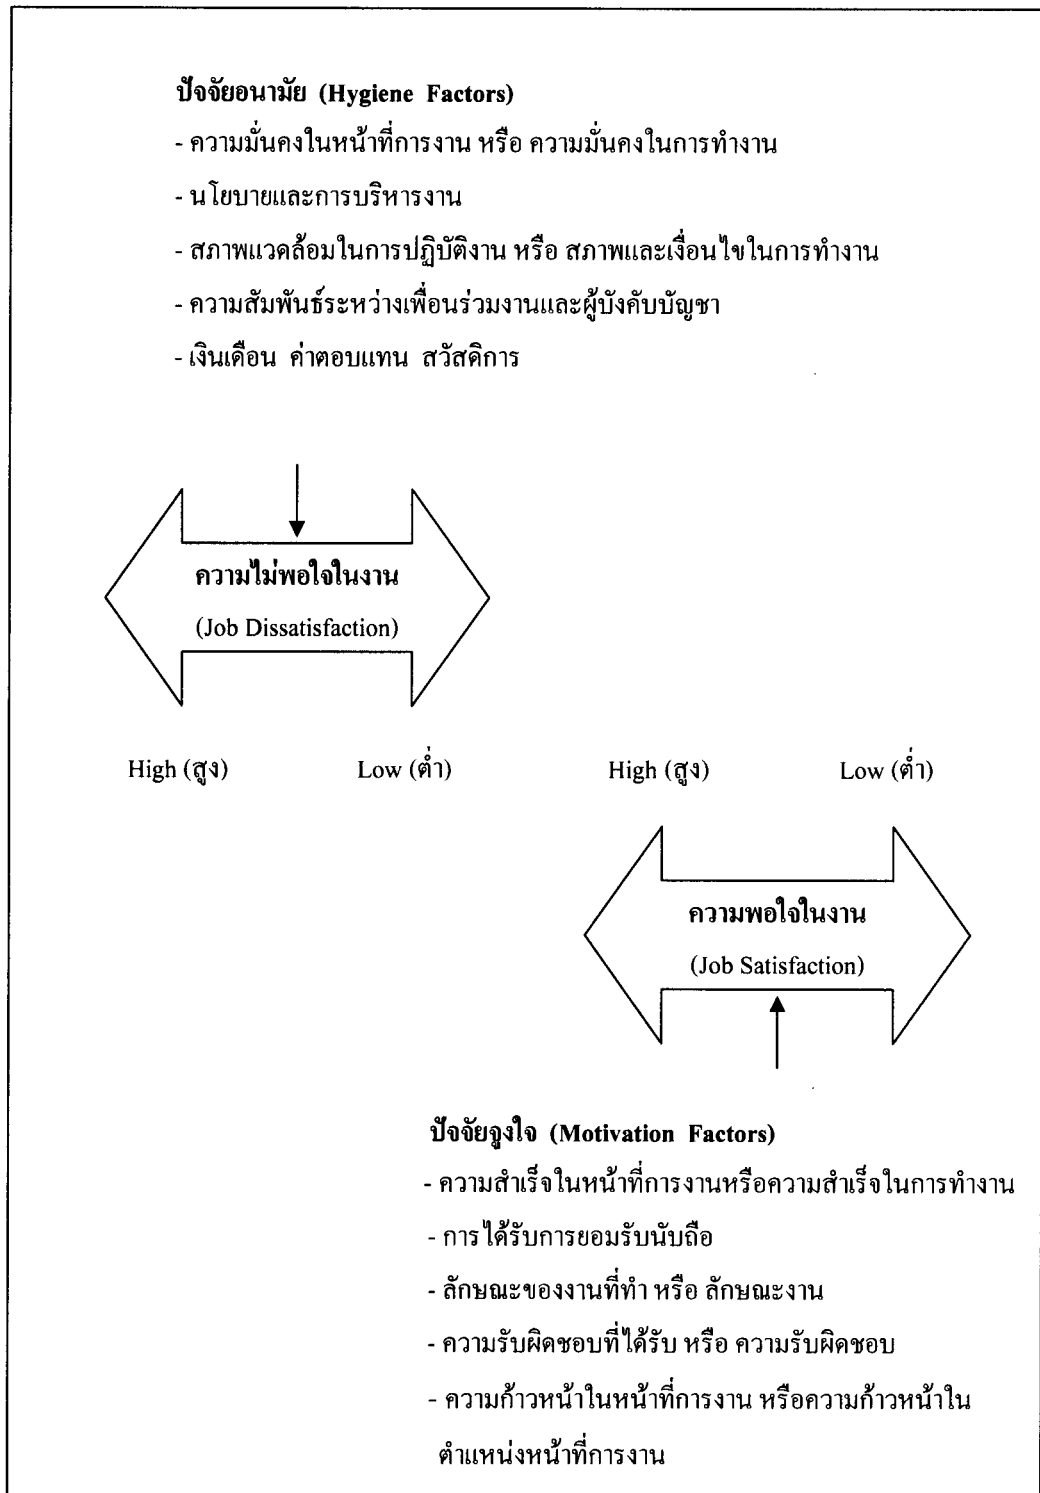 ปัจจัยอนามัย (Hygiene Factors)
- ความมั่นคงในหน้าที่การงาน หรือ ความมั่นคงในการทำงาน
- นโยบายและการบริหารงาน
- สภาพแวดล้อมในการปฏิบัติงาน หรือ สภาพและเงื่อนไขในการทำงาน
- ความสัมพันธ์ระหว่างเพื่อนร่วมงานและผู้บังคับบัญชา
- เงินเดือน ค่าตอบแทน สวัสดิการ
ความไม่พอใจในงาน
(Job Dissatisfaction)
High (สูง) Low (ต่ำ) High (สูง) Low (ต่ำ)
ความพอใจในงาน
(Job Satisfaction)
ปัจจัยจูงใจ (Motivation Factors)
- ความสำเร็จในหน้าที่การงานหรือความสำเร็จในการทำงาน
- การได้รับการยอมรับนับถือ
- ลักษณะของงานที่ทำ หรือ ลักษณะงาน
- ความรับผิดชอบที่ได้รับ หรือ ความรับผิดชอบ
- ความก้าวหน้าในหน้าที่การงาน หรือความก้าวหน้าใน
ตำแหน่งหน้าที่การงาน